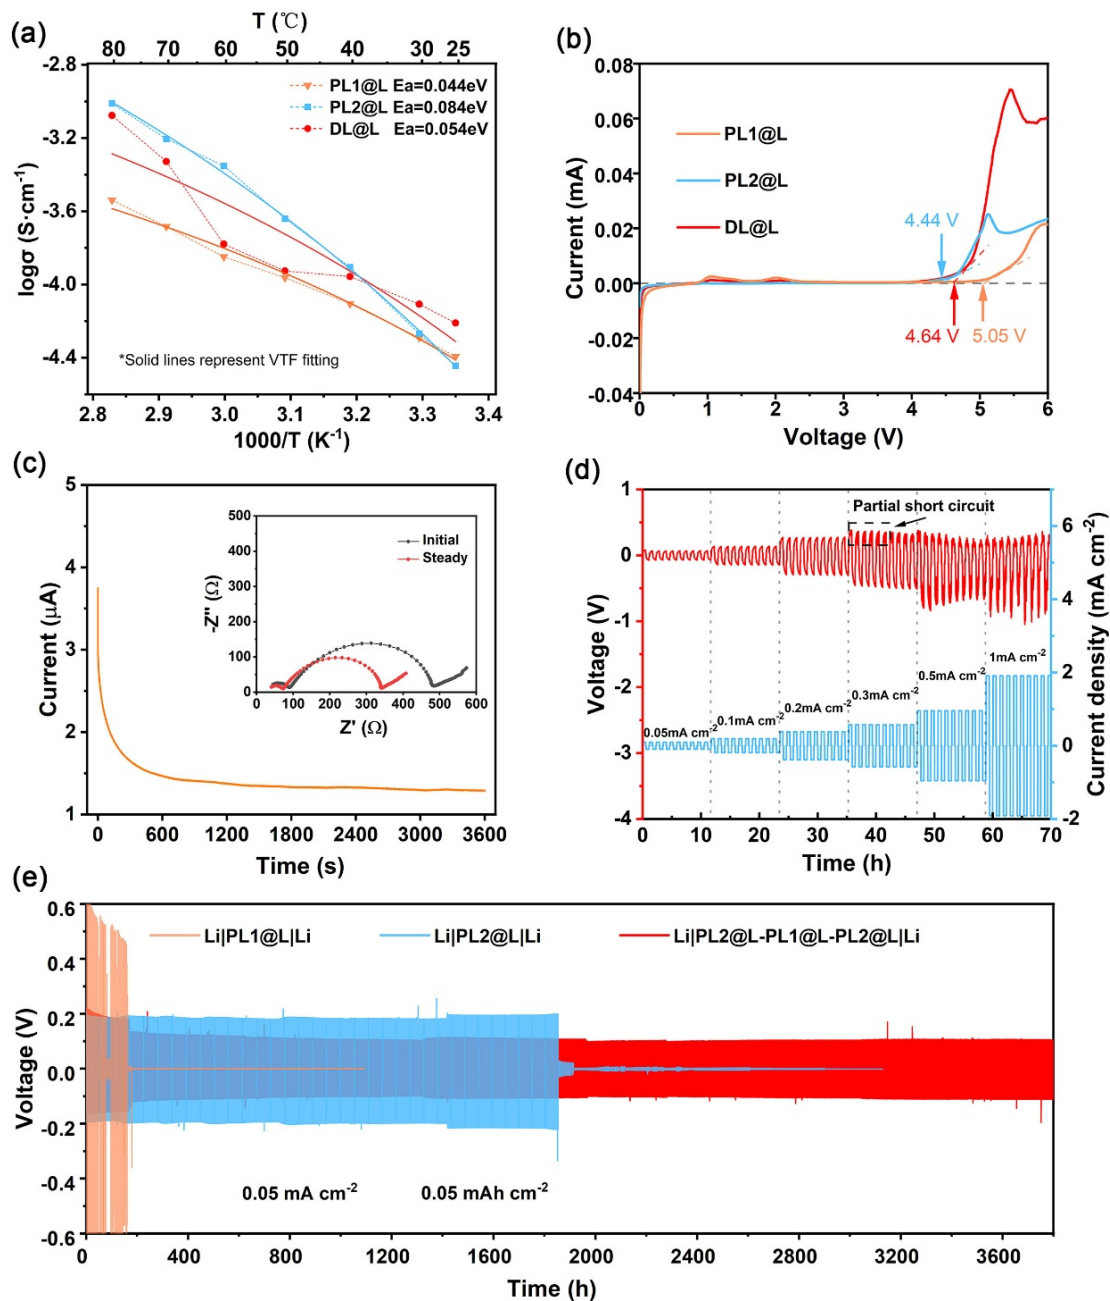 (a)
T (℃)
80 70 60 50 40 30 25
-2.8
-3.2
-3.6
-4.0
-4.4
logσ (S·cm-1)
PL1@L Ea=0.044eV
PL2@L Ea=0.084eV
DL@L Ea=0.054eV
*Solid lines represent VTF fitting
2.8 2.9 3.0 3.1 3.2 3.3 3.4
1000/T (K-1)
(b)
0.08
0.06
0.04
0.02
0.00
-0.02
-0.04
Current (mA)
PL1@L
PL2@L
DL@L
4.44 V
4.64 V
5.05 V
0 1 2 3 4 5 6
Voltage (V)
(c)
5
4
3
2
1
Current (μA)
500
400
300
200
100
0
-Z'' (Ω)
Initial
Steady
0 100 200 300 400 500 600
Z' (Ω)
0 600 1200 1800 2400 3000 3600
Time (s)
(d)
1
0
-1
-2
-3
-4
Voltage (V)
Partial short circuit
0.05mA cm-2
0.1mA cm-2
0.2mA cm-2
0.3mA cm-2
0.5mA cm-2
1mA cm-2
6
4
2
0
-2
Current density (mA cm-2)
0 10 20 30 40 50 60 70
Time (h)
(e)
0.6
0.4
0.2
0.0
-0.2
-0.4
-0.6
Voltage (V)
Li|PL1@L|Li
Li|PL2@L|Li
Li|PL2@L-PL1@L-PL2@L|Li
0.05 mA cm-2
0.05 mAh cm-2
0 400 800 1200 1600 2000 2400 2800 3200 3600
Time (h)